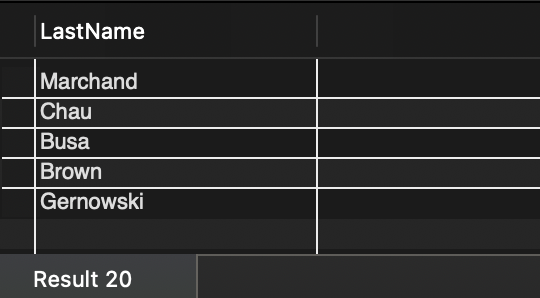 LastName
Marchand
Chau
Busa
Brown
Gernowski
Result 20